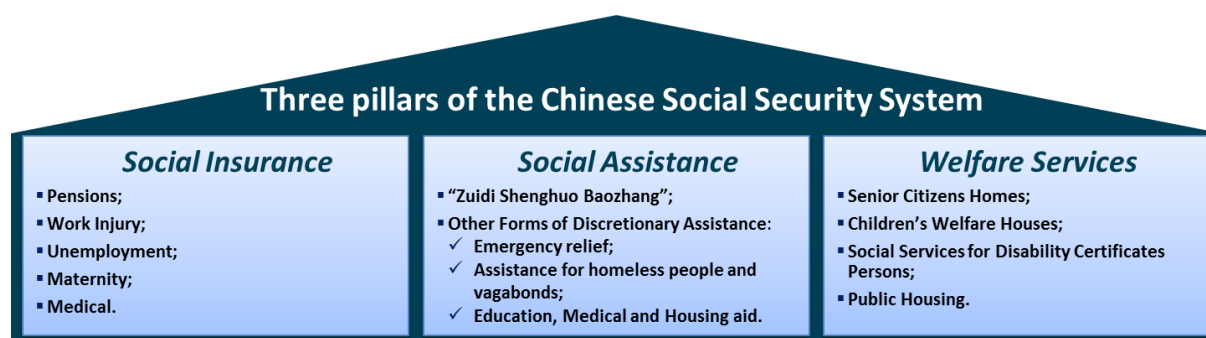 Three pillars of the Chinese Social Security System
Social Insurance
▪ Pensions;
▪ Work Injury;
▪ Unemployment;
▪ Maternity;
▪ Medical.
Social Assistance
▪ “Zuidi Shenghuo Baozhang”;
▪ Other Forms of Discretionary Assistance:
✓ Emergency relief;
✓ Assistance for homeless people and
vagabonds;
✓ Education, Medical and Housing aid.
Welfare Services
▪ Senior Citizens Homes;
▪ Children’s Welfare Houses;
▪ Social Services for Disability Certificates
Persons;
▪ Public Housing.